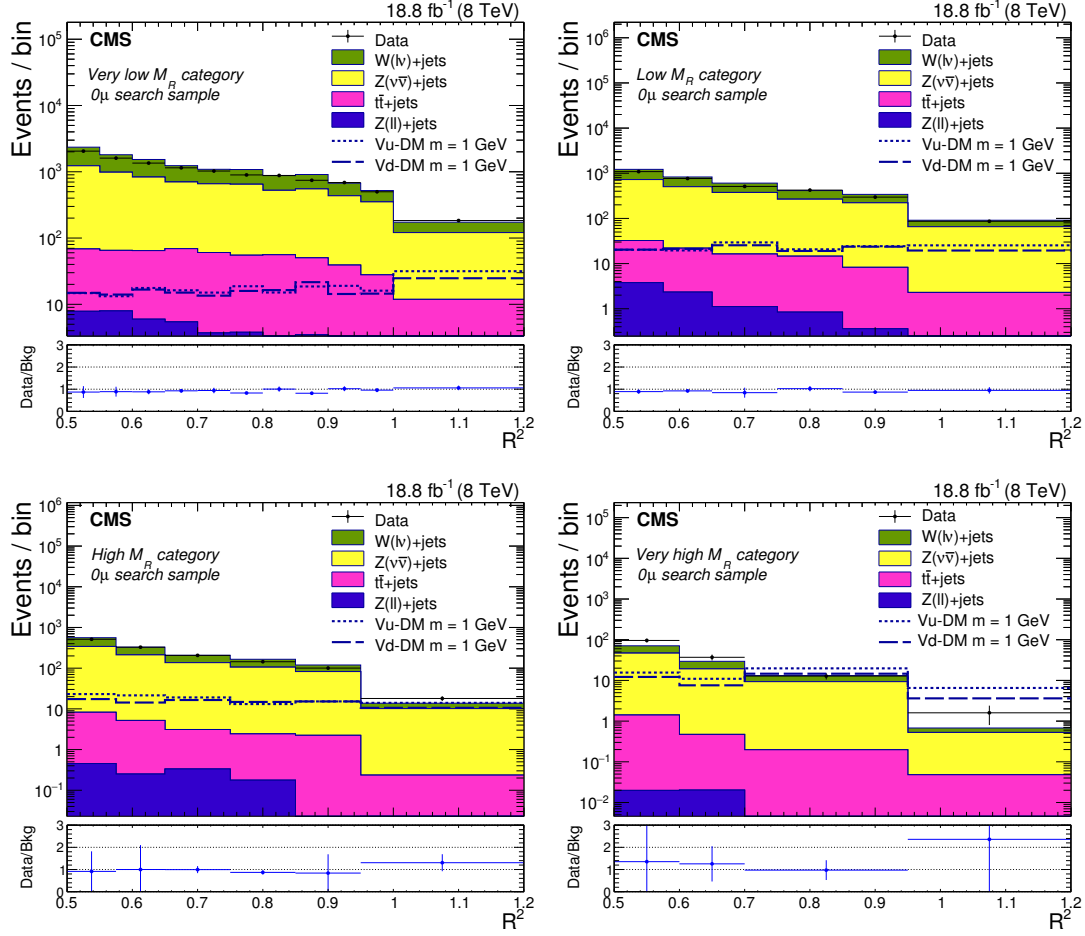 18.8 fb⁻¹ (8 TeV)
CMS
Very low M_R category
0μ search sample
Data
W(lν)+jets
Z(νν̅)+jets
tt̅+jets
Z(ll)+jets
Vu-DM m = 1 GeV
Vd-DM m = 1 GeV
Events / bin
10⁵
10⁴
10³
10²
10
Data/Bkg
3
2
1
0
0.5 0.6 0.7 0.8 0.9 1 1.1 1.2
R²
18.8 fb⁻¹ (8 TeV)
CMS
Low M_R category
0μ search sample
Data
W(lν)+jets
Z(νν̅)+jets
tt̅+jets
Z(ll)+jets
Vu-DM m = 1 GeV
Vd-DM m = 1 GeV
Events / bin
10⁶
10⁵
10⁴
10³
10²
10
1
Data/Bkg
3
2
1
0
0.5 0.6 0.7 0.8 0.9 1 1.1 1.2
R²
18.8 fb⁻¹ (8 TeV)
CMS
High M_R category
0μ search sample
Data
W(lν)+jets
Z(νν̅)+jets
tt̅+jets
Z(ll)+jets
Vu-DM m = 1 GeV
Vd-DM m = 1 GeV
Events / bin
10⁶
10⁵
10⁴
10³
10²
10
1
10⁻¹
Data/Bkg
3
2
1
0
0.5 0.6 0.7 0.8 0.9 1 1.1 1.2
R²
18.8 fb⁻¹ (8 TeV)
CMS
Very high M_R category
0μ search sample
Data
W(lν)+jets
Z(νν̅)+jets
tt̅+jets
Z(ll)+jets
Vu-DM m = 1 GeV
Vd-DM m = 1 GeV
Events / bin
10⁵
10⁴
10³
10²
10
1
10⁻¹
10⁻²
Data/Bkg
3
2
1
0
0.5 0.6 0.7 0.8 0.9 1 1.1 1.2
R²